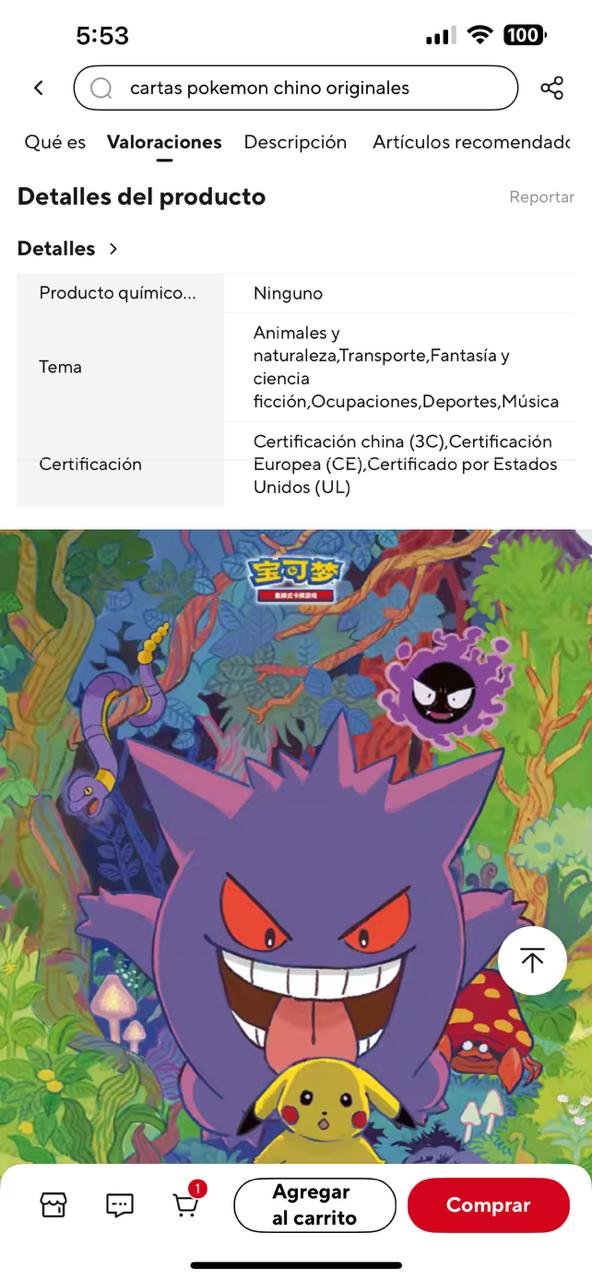 5:53
100
cartas pokemon chino originales
Qué es
Valoraciones
Descripción
Artículos recomendado
Detalles del producto
Reportar
Detalles
Producto químico...
Ninguno
Tema
Animales y
naturaleza,Transporte,Fantasía y
ciencia
ficción,Ocupaciones,Deportes,Música
Certificación
Certificación china (3C),Certificación
Europea (CE),Certificado por Estados
Unidos (UL)
宝可梦
集换式卡牌游戏
1
Agregar
al carrito
Comprar